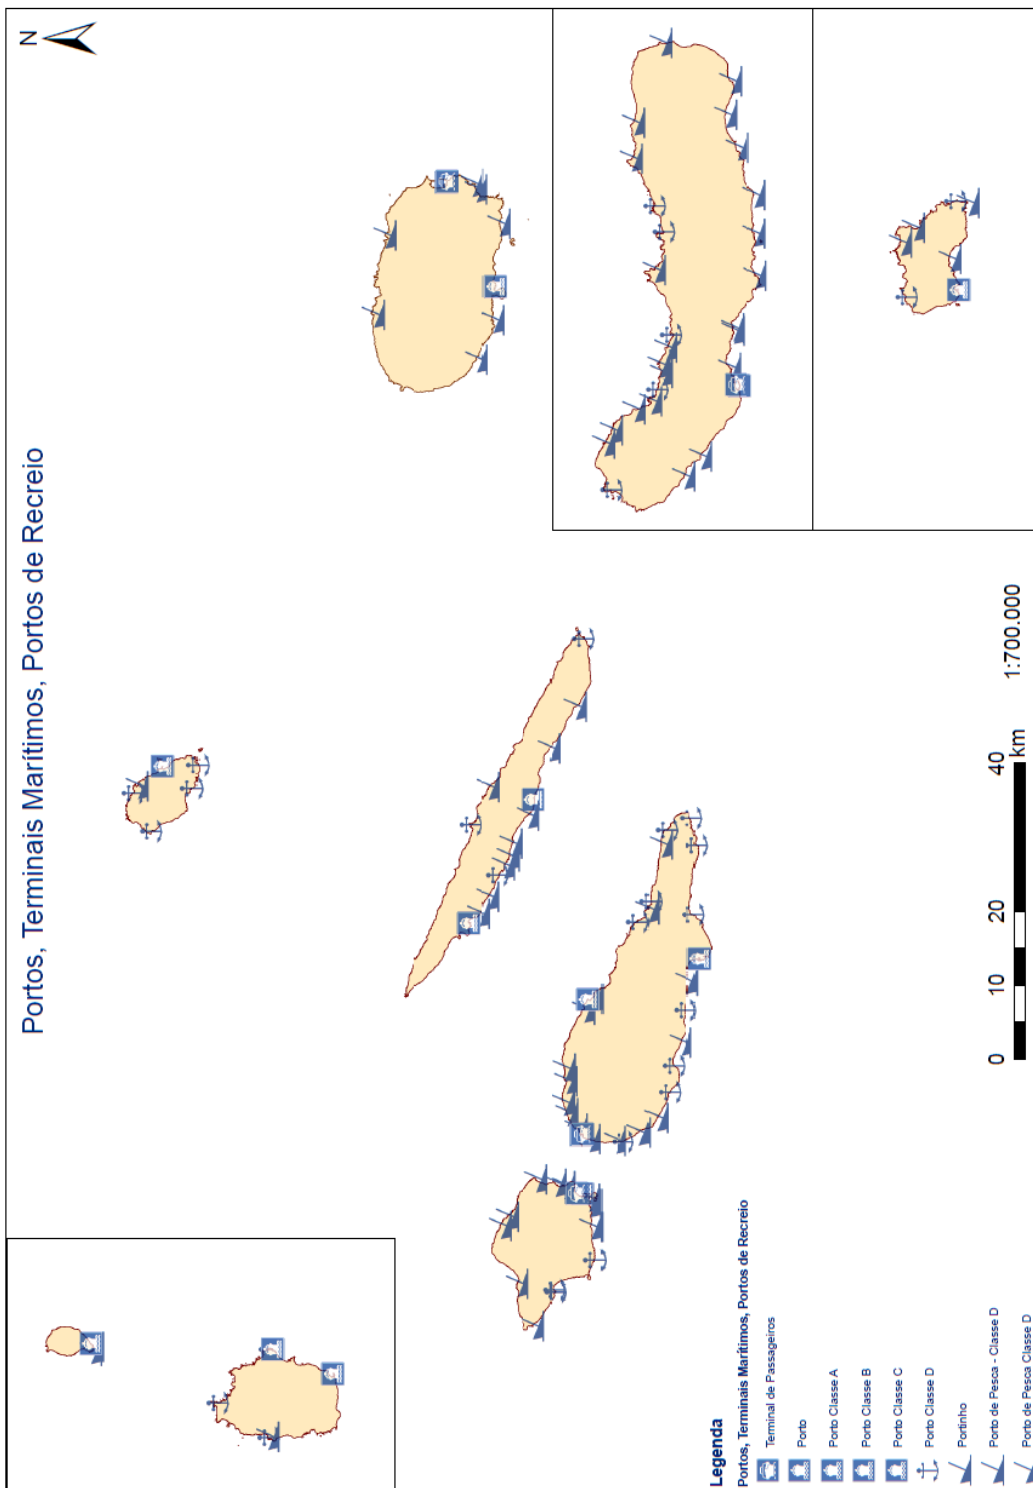 Portos, Terminais Marítimos, Portos de Recreio
N
Legenda
Portos, Terminais Marítimos, Portos de Recreio
Terminal de Passageiros
Porto
Porto Classe A
Porto Classe B
Porto Classe C
Porto Classe D
Portinho
Porto de Pesca - Classe D
Porto de Pesca Classe D
0 10 20 40
km
1:700.000